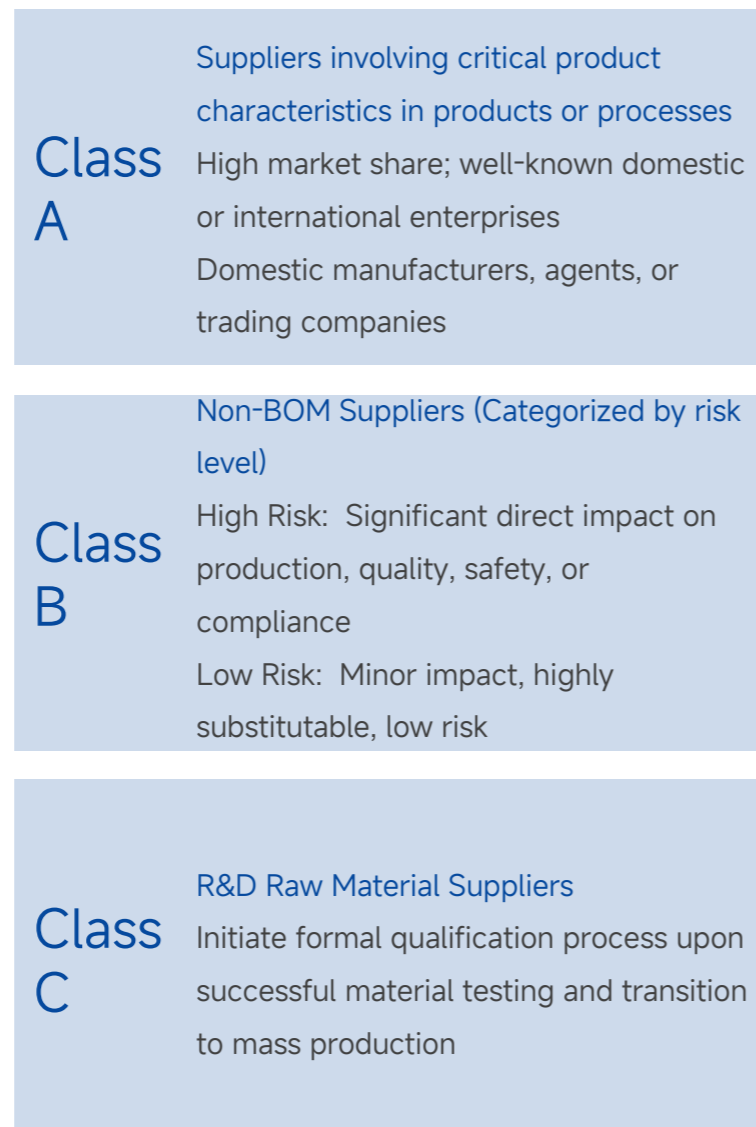 Class
A
Suppliers involving critical product
characteristics in products or processes
High market share; well-known domestic
or international enterprises
Domestic manufacturers, agents, or
trading companies
Class
B
Non-BOM Suppliers (Categorized by risk
level)
High Risk:  Significant direct impact on
production, quality, safety, or
compliance
Low Risk:  Minor impact, highly
substitutable, low risk
Class
C
R&D Raw Material Suppliers
Initiate formal qualification process upon
successful material testing and transition
to mass production